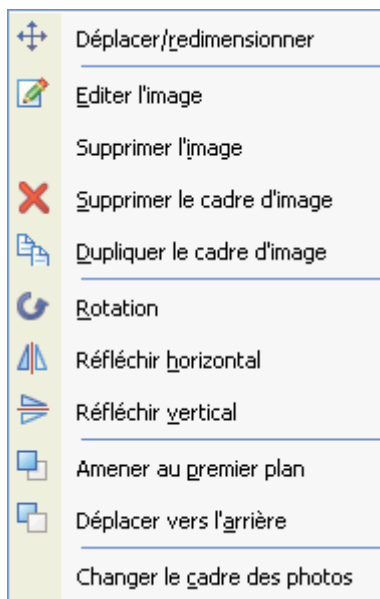 Déplacer/redimensionner
Editer l'image
Supprimer l'image
Supprimer le cadre d'image
Dupliquer le cadre d'image
Rotation
Réfléchir horizontal
Réfléchir vertical
Amener au premier plan
Déplacer vers l'arrière
Changer le cadre des photos